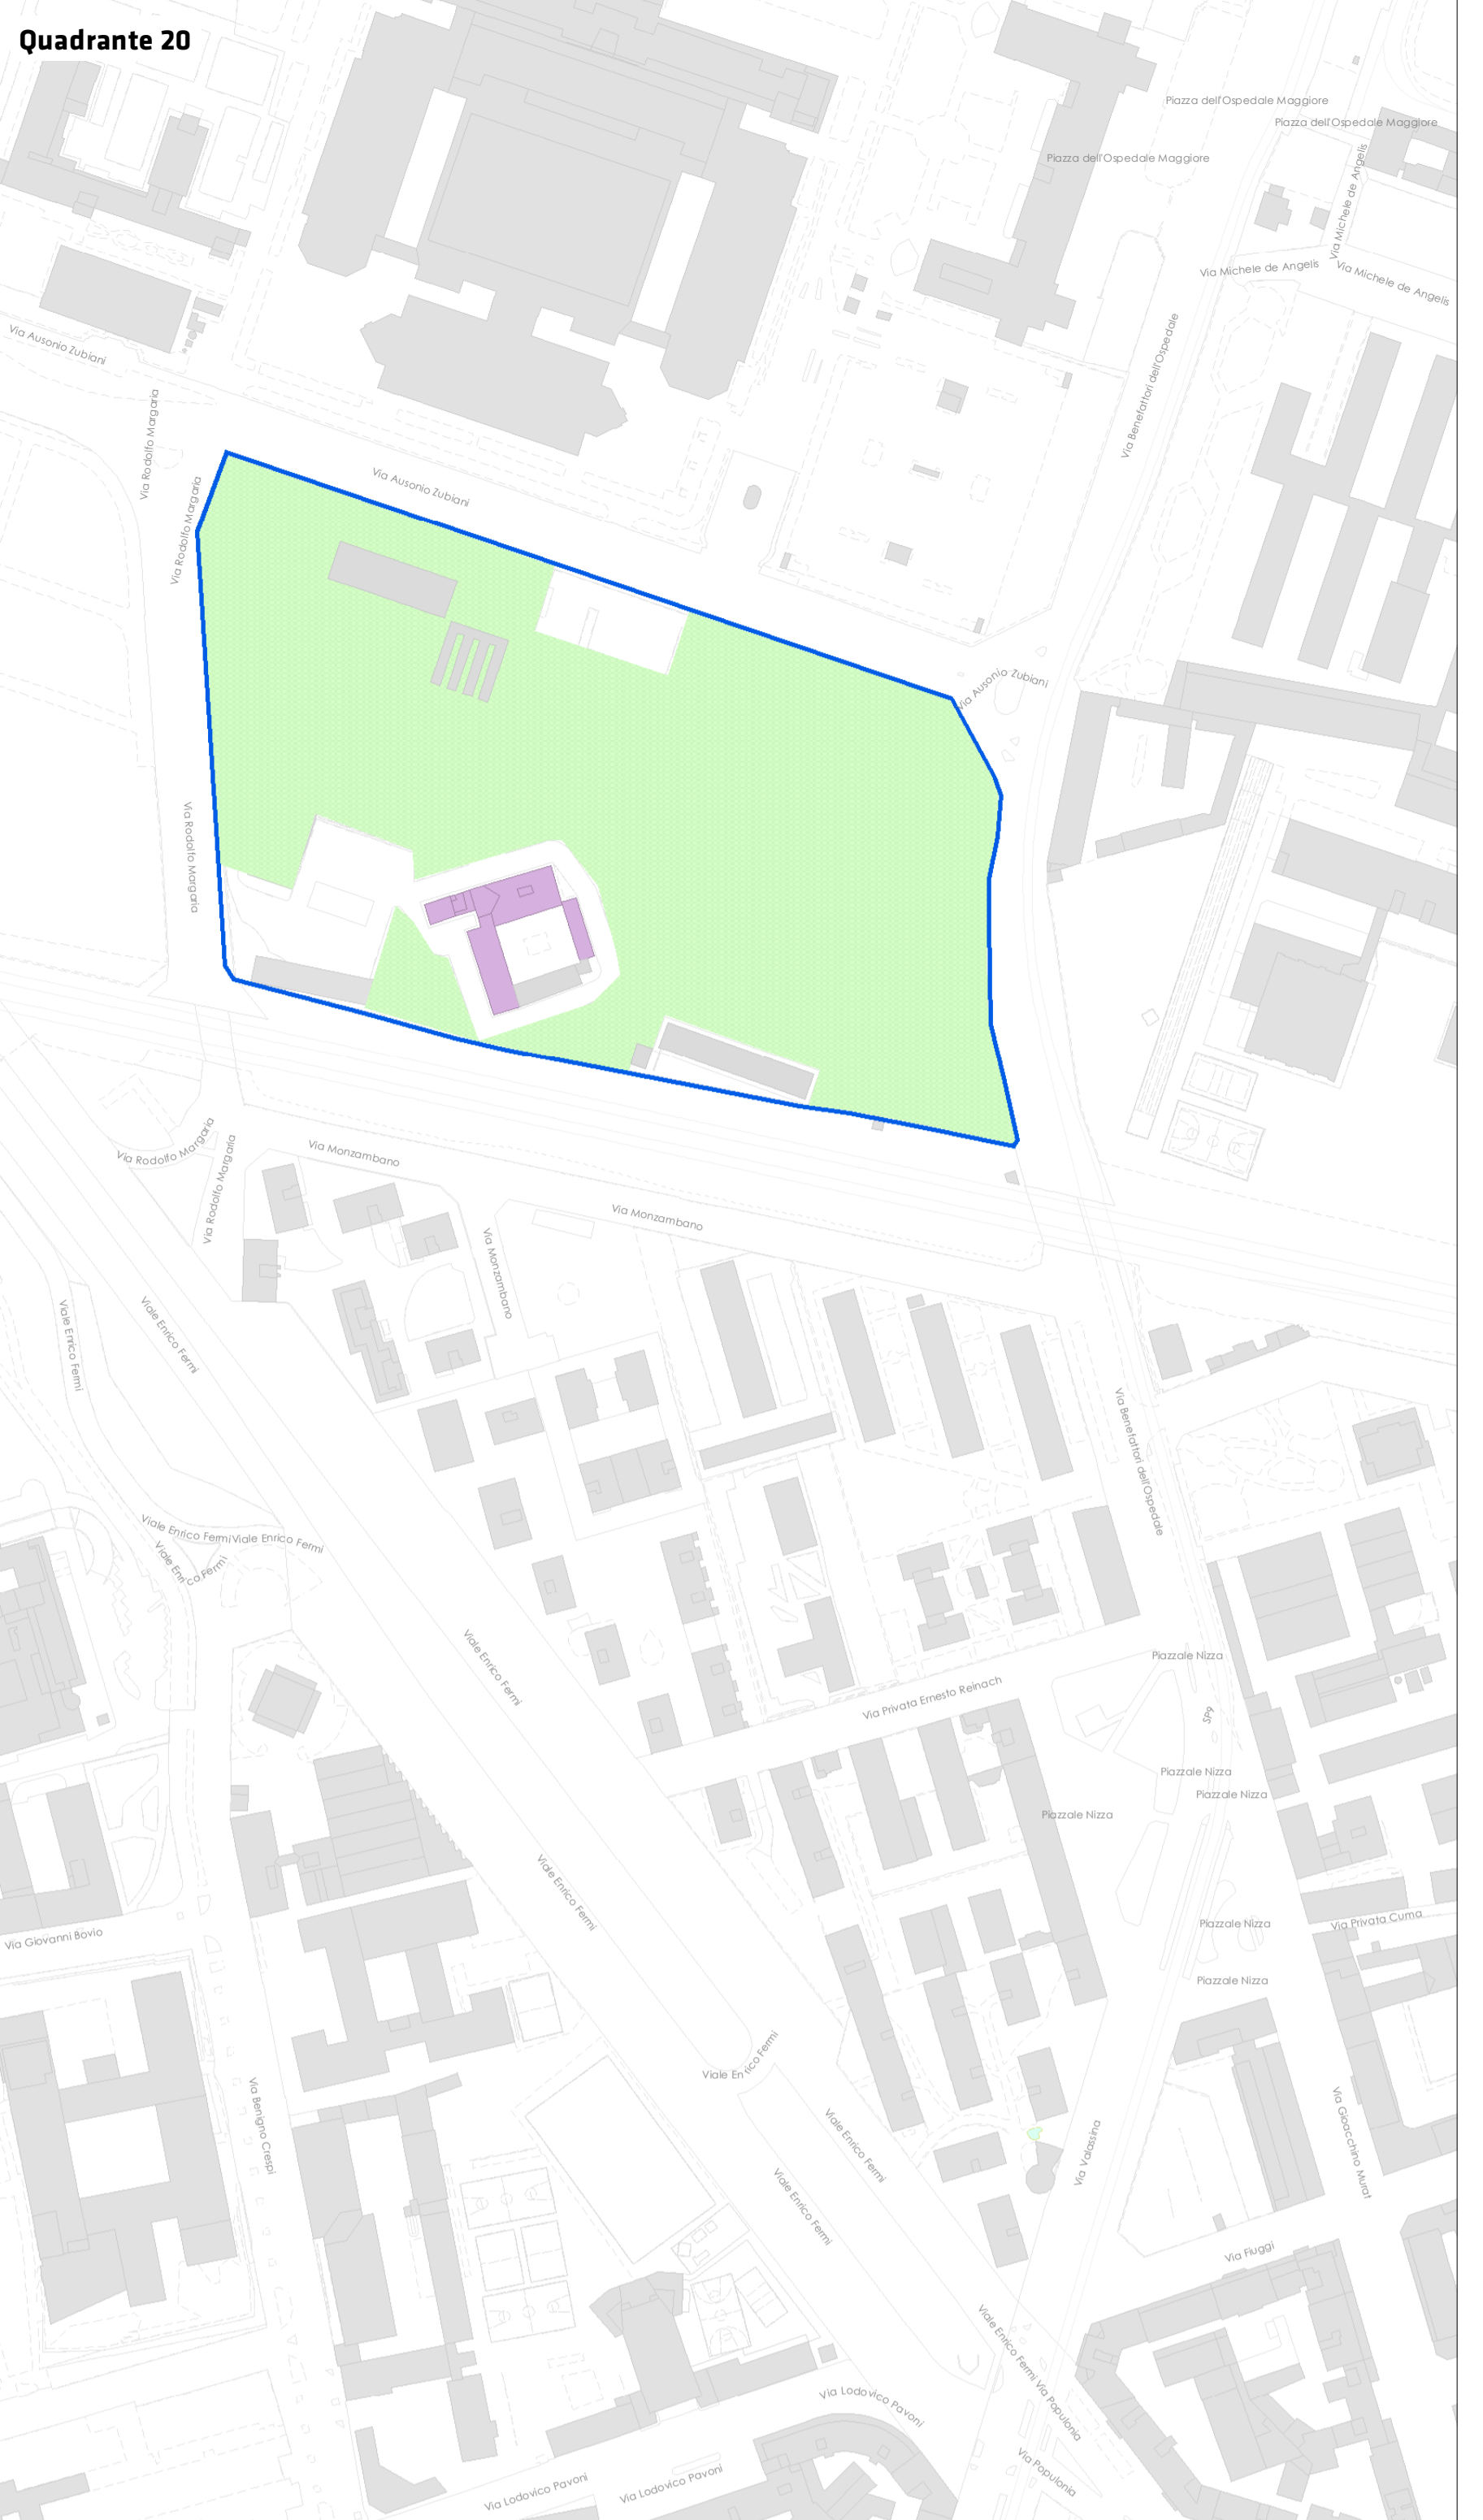 Quadrante 20
Piazza dell'Ospedale Maggiore
Piazza dell'Ospedale Maggiore
Piazza dell'Ospedale Maggiore
Via Michele de Angelis
Via Michele de Angelis
Via Michele de Angelis
Via Ausonio Zubiani
Via Benefattori dell'Ospedale
Via Rodolfo Margaria
Via Ausonio Zubiani
Via Rodolfo Margaria
Via Ausonio Zubiani
Via Rodolfo Margaria
Via Rodolfo Margaria
Via Monzambano
Via Rodolfo Margaria
Via Monzambano
Via Monzambano
Viale Enrico Fermi
Viale Enrico Fermi
Via Benefattori dell'Ospedale
Viale Enrico Fermi
Viale Enrico Fermi
Viale Enrico Fermi
Viale Enrico Fermi
Piazzale Nizza
Via Privata Ernesto Reinach
SP9
Piazzale Nizza
Piazzale Nizza
Piazzale Nizza
Viale Enrico Fermi
Via Privata Cuma
Piazzale Nizza
Via Giovanni Bovio
Piazzale Nizza
Viale Enrico Fermi
Via Benigno Crespi
Viale Enrico Fermi
Via Valassina
Via Gioacchino Murat
Viale Enrico Fermi
Via Fiuggi
Viale Enrico Fermi
Via Populonia
Via Lodovico Pavoni
Via Populonia
Via Lodovico Pavoni
Via Lodovico Pavoni